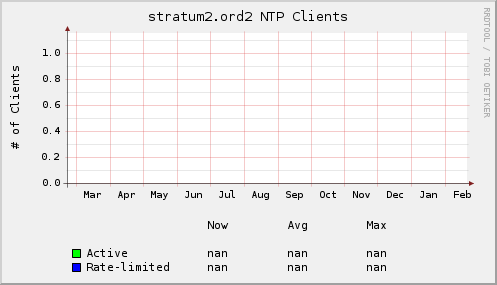 stratum2.ord2 NTP Clients
RRDTOOL / TOBI OETIKER
# of Clients
1.0
0.8
0.6
0.4
0.2
0.0
Mar Apr May Jun Jul Aug Sep Oct Nov Dec Jan Feb
Now Avg Max
Active nan nan nan
Rate-limited nan nan nan